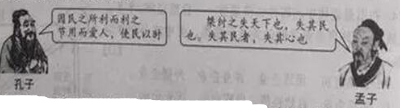 因民之所利而利之
节用而爱人，使民以时
桀纣之失天下也，失其民
也。失其民者，失其心也
孔子
孟子